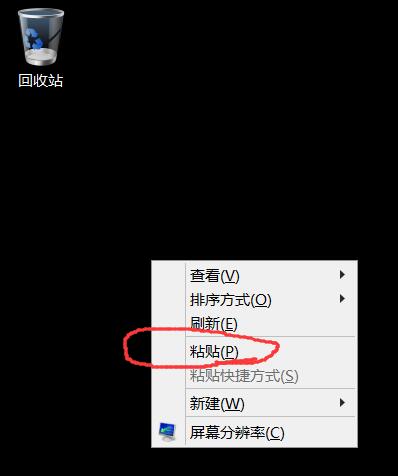 回收站
查看(V)
排序方式(O)
刷新(E)
粘贴(P)
粘贴快捷方式(S)
新建(W)
屏幕分辨率(C)